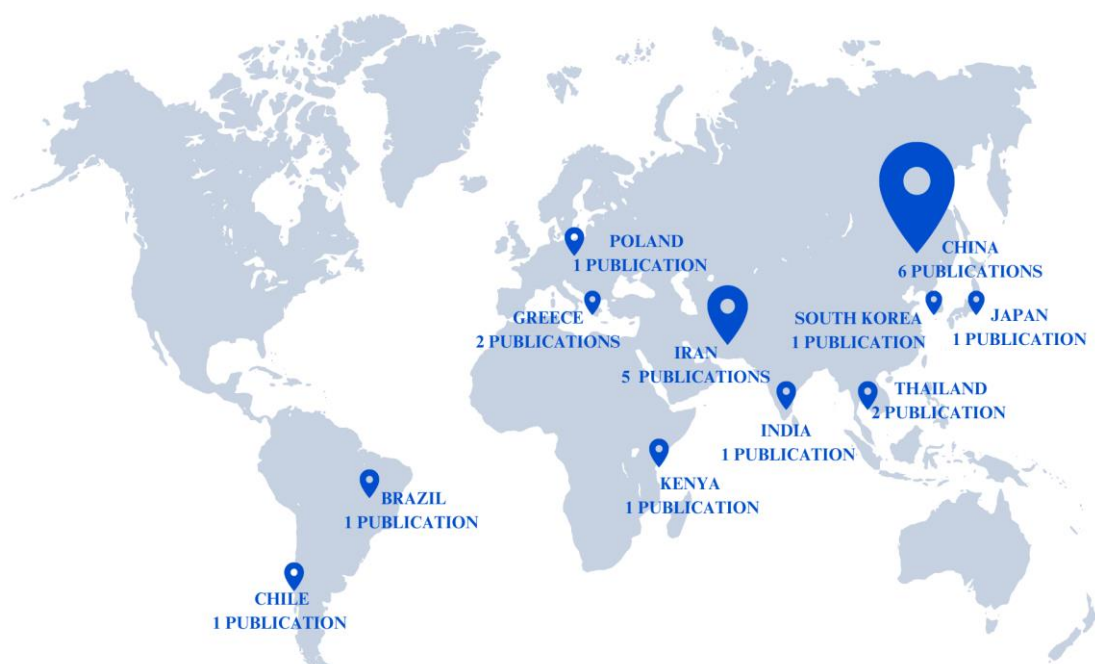 POLAND
1 PUBLICATION
CHINA
6 PUBLICATIONS
GREECE
2 PUBLICATIONS
IRAN
5 PUBLICATIONS
SOUTH KOREA
1 PUBLICATION
JAPAN
1 PUBLICATION
THAILAND
2 PUBLICATION
INDIA
1 PUBLICATION
KENYA
1 PUBLICATION
BRAZIL
1 PUBLICATION
CHILE
1 PUBLICATION